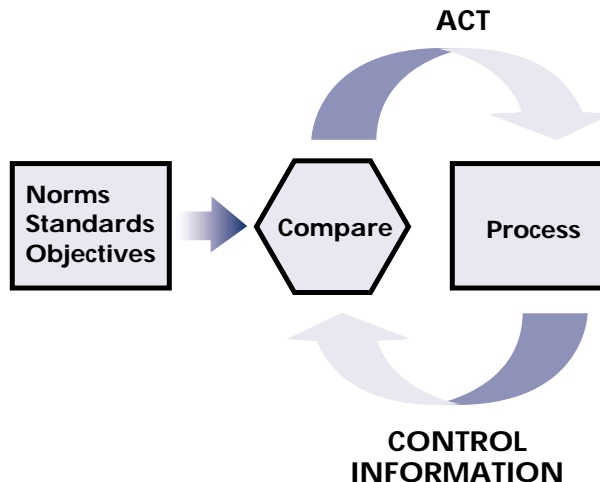 ACT
Norms
Standards
Objectives
Compare
Process
CONTROL
INFORMATION